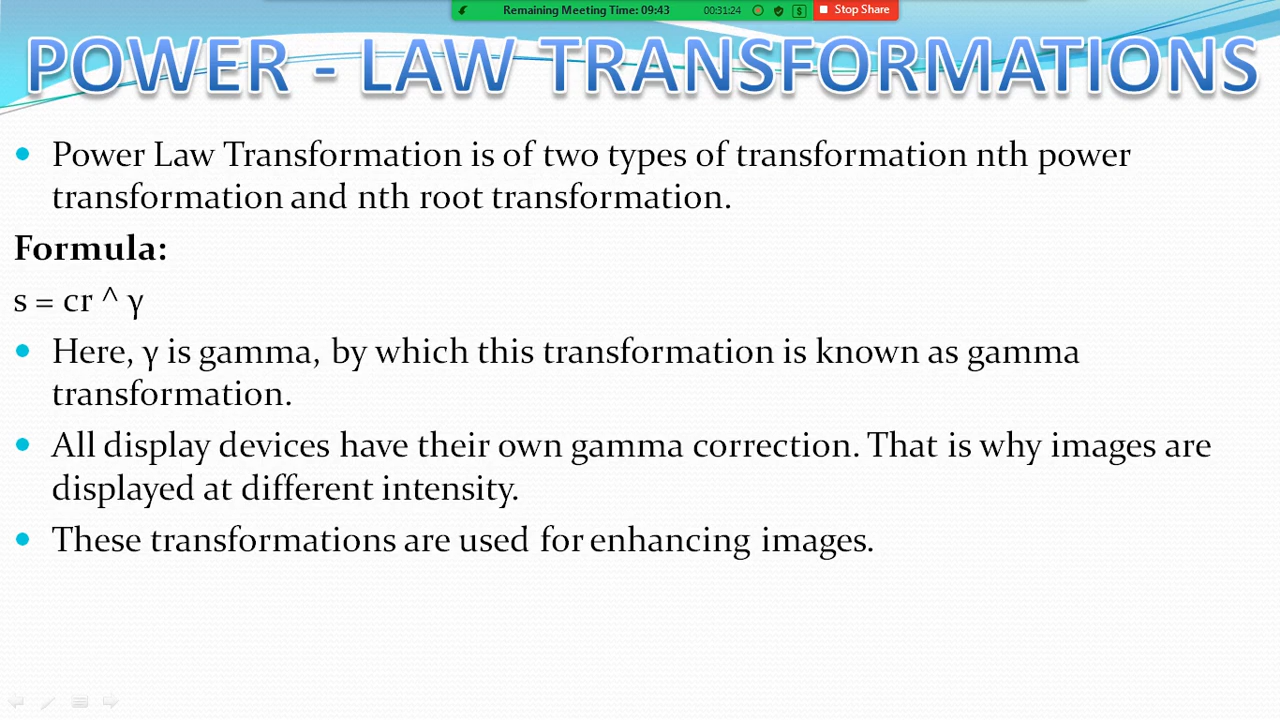 Remaining Meeting Time: 09:43 00:31:24 Stop Share
POWER - LAW TRANSFORMATIONS
Power Law Transformation is of two types of transformation nth power
transformation and nth root transformation.
Formula:
s = cr ^ γ
Here, γ is gamma, by which this transformation is known as gamma
transformation.
All display devices have their own gamma correction. That is why images are
displayed at different intensity.
These transformations are used for enhancing images.